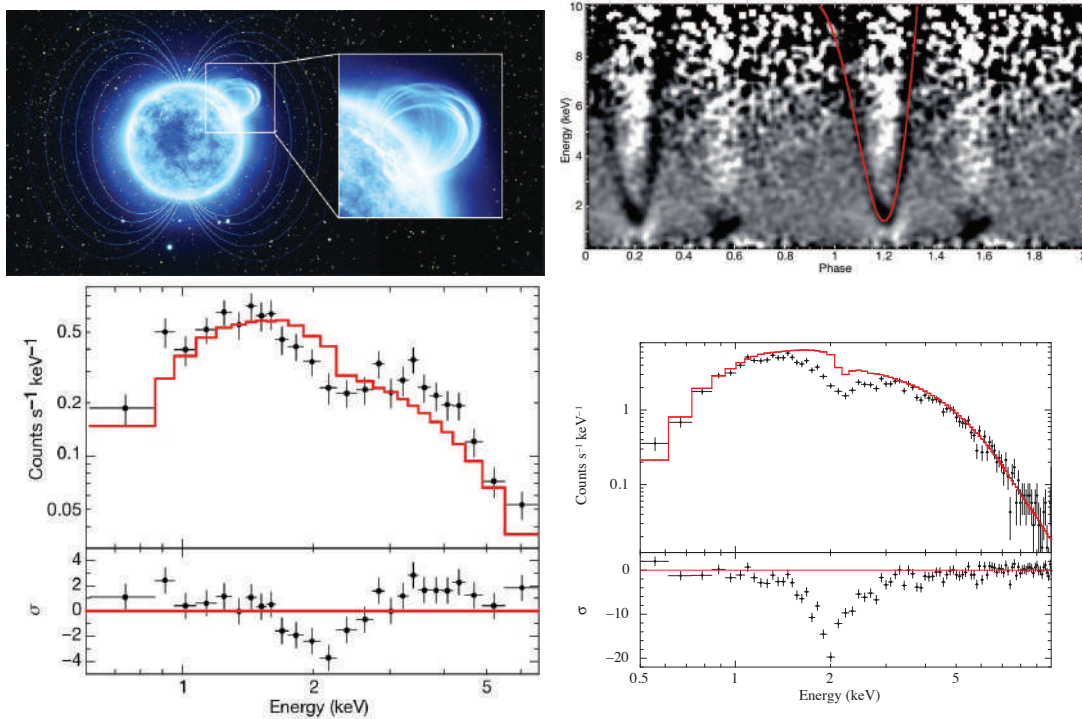 10
8
6
4
2
Energy (keV)
0 0.2 0.4 0.6 0.8 1 1.2 1.4 1.6 1.8 2
Phase
0.5
0.2
0.1
0.05
Counts s⁻¹ keV⁻¹
4
2
0
−2
−4
σ
1 2 5
Energy (keV)
1
0.1
Counts s⁻¹ keV⁻¹
0
−10
−20
σ
0.5 1 2 5
Energy (keV)